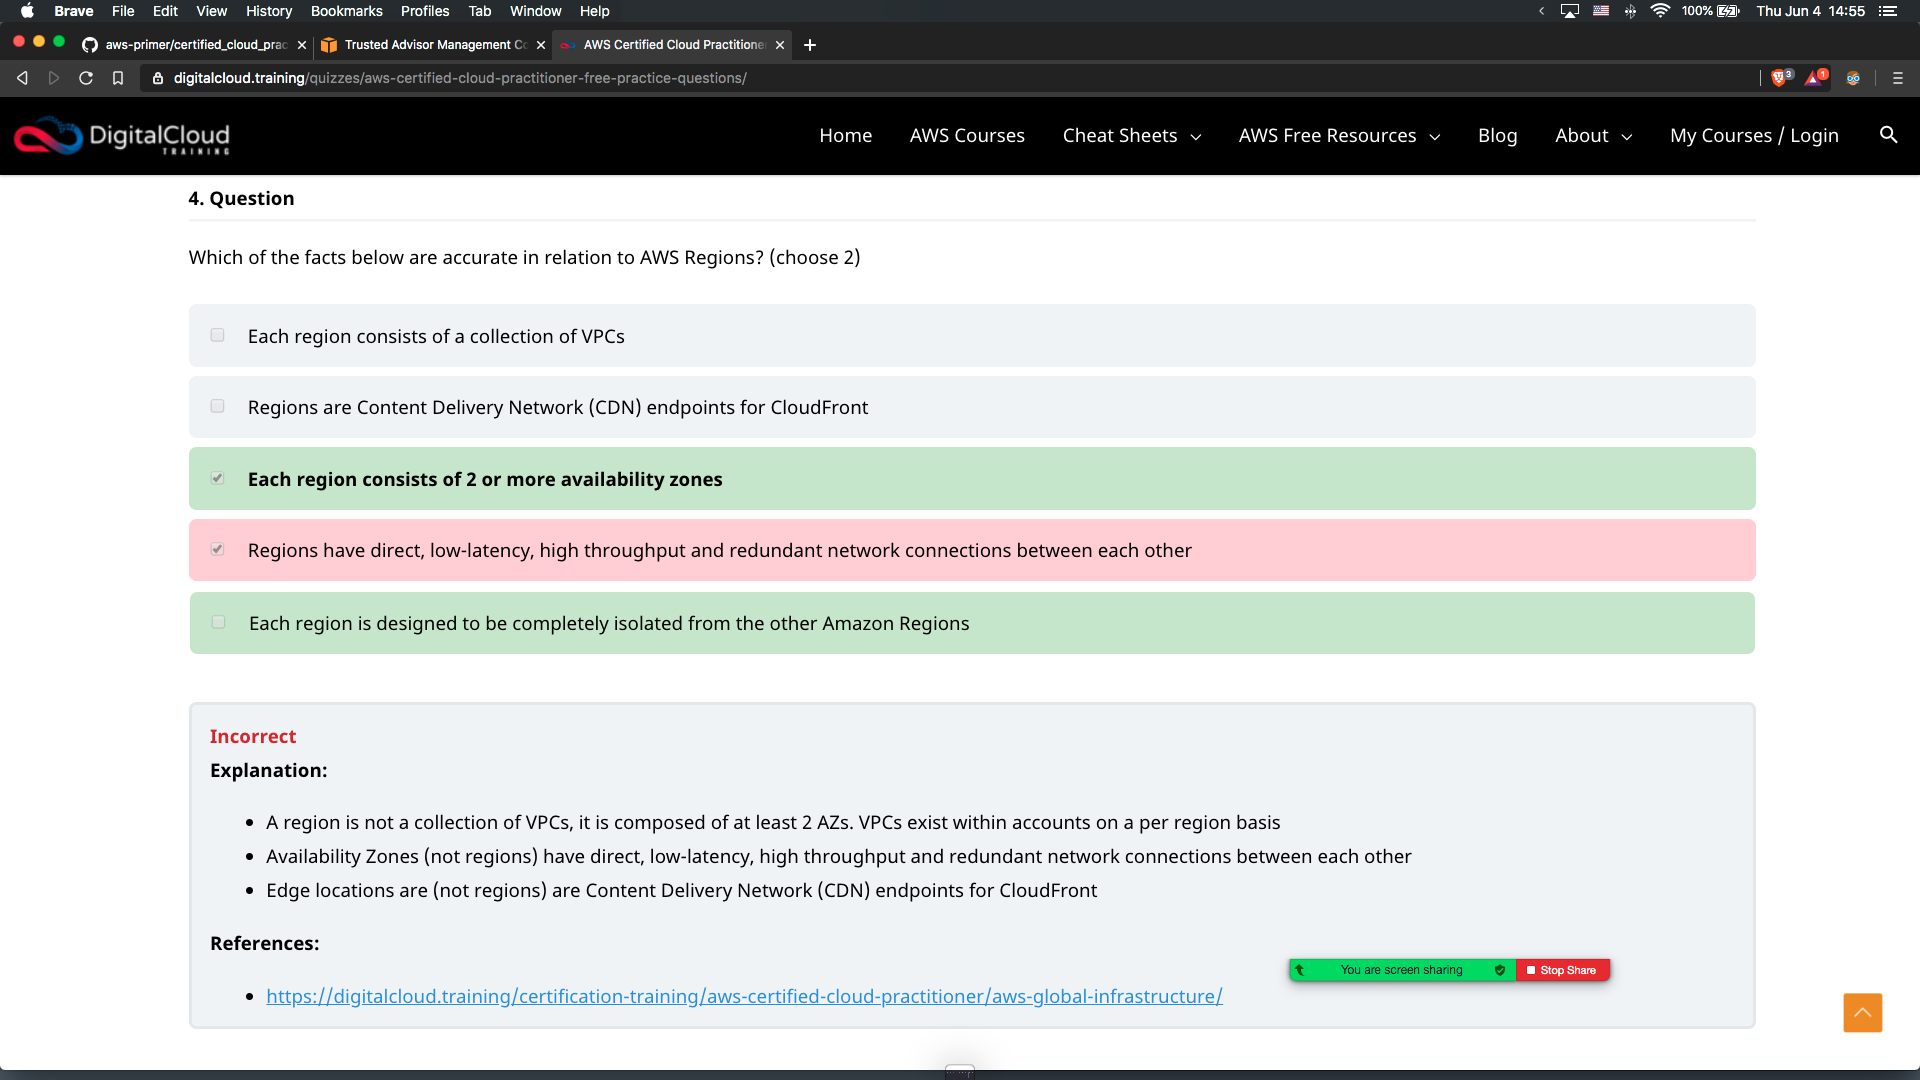 Brave File Edit View History Bookmarks Profiles Tab Window Help 100% Thu Jun 4 14:55
aws-primer/certified_cloud_prac Trusted Advisor Management Co AWS Certified Cloud Practitioner
digitalcloud.training/quizzes/aws-certified-cloud-practitioner-free-practice-questions/ 3 1
DigitalCloud
TRAINING
Home AWS Courses Cheat Sheets AWS Free Resources Blog About My Courses / Login
4. Question
Which of the facts below are accurate in relation to AWS Regions? (choose 2)
Each region consists of a collection of VPCs
Regions are Content Delivery Network (CDN) endpoints for CloudFront
Each region consists of 2 or more availability zones
Regions have direct, low-latency, high throughput and redundant network connections between each other
Each region is designed to be completely isolated from the other Amazon Regions
Incorrect
Explanation:
• A region is not a collection of VPCs, it is composed of at least 2 AZs. VPCs exist within accounts on a per region basis
• Availability Zones (not regions) have direct, low-latency, high throughput and redundant network connections between each other
• Edge locations are (not regions) are Content Delivery Network (CDN) endpoints for CloudFront
References:
You are screen sharing Stop Share
• https://digitalcloud.training/certification-training/aws-certified-cloud-practitioner/aws-global-infrastructure/